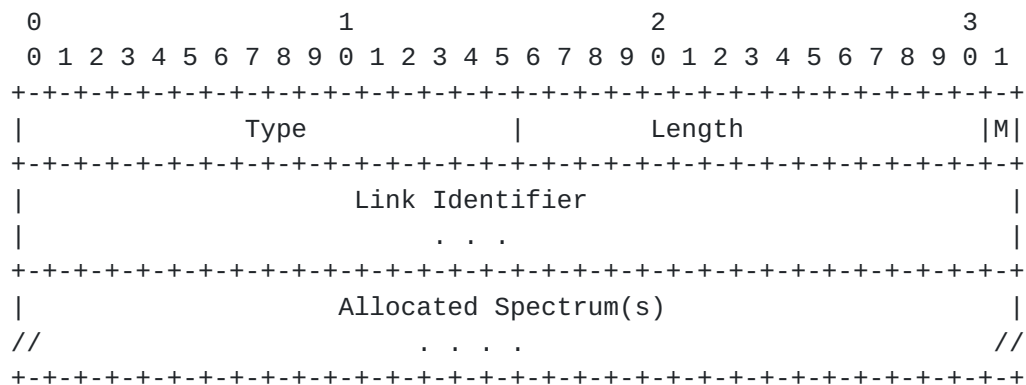 0                   1                   2                   3
 0 1 2 3 4 5 6 7 8 9 0 1 2 3 4 5 6 7 8 9 0 1 2 3 4 5 6 7 8 9 0 1
+-+-+-+-+-+-+-+-+-+-+-+-+-+-+-+-+-+-+-+-+-+-+-+-+-+-+-+-+-+-+-+-+
|              Type             |        Length               |M|
+-+-+-+-+-+-+-+-+-+-+-+-+-+-+-+-+-+-+-+-+-+-+-+-+-+-+-+-+-+-+-+-+
|                     Link Identifier                           |
|                          . . .                                |
+-+-+-+-+-+-+-+-+-+-+-+-+-+-+-+-+-+-+-+-+-+-+-+-+-+-+-+-+-+-+-+-+
|                    Allocated Spectrum(s)                      |
//                        . . . .                              //
+-+-+-+-+-+-+-+-+-+-+-+-+-+-+-+-+-+-+-+-+-+-+-+-+-+-+-+-+-+-+-+-+